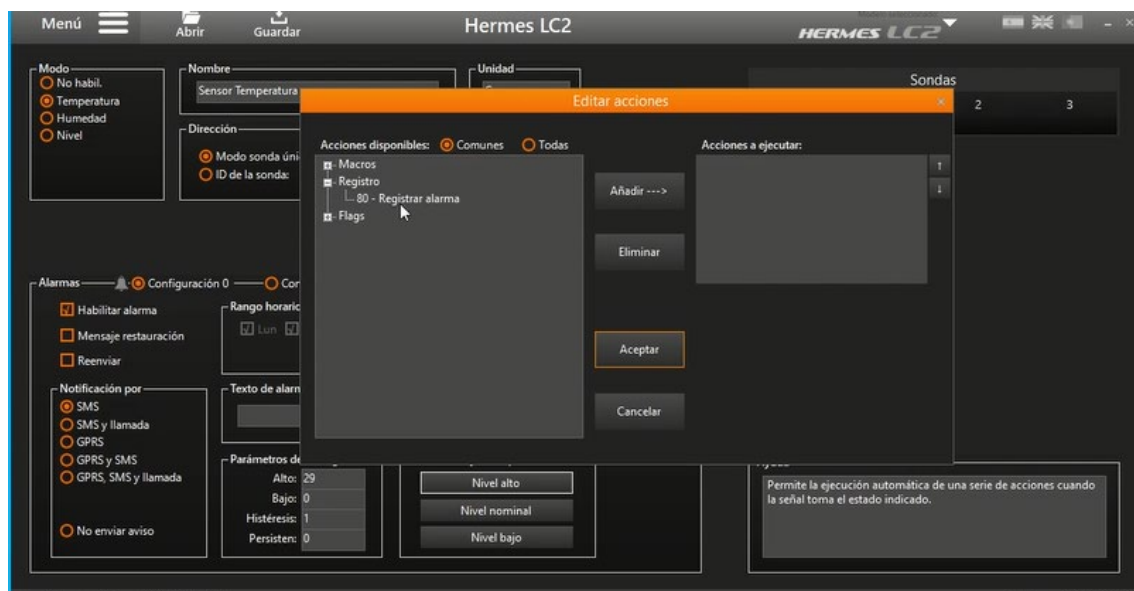 Menú
Abrir
Guardar
Hermes LC2
Modelo seleccionado
HERMES LC2
Modo
No habil.
Temperatura
Humedad
Nivel
Nombre
Sensor Temperatura
Unidad
Dirección
Modo sonda úni
ID de la sonda:
Sondas
2
3
Editar acciones
Acciones disponibles:
Comunes
Todas
Macros
Registro
80 - Registrar alarma
Flags
Añadir --->
Eliminar
Aceptar
Cancelar
Acciones a ejecutar:
Alarmas
Configuración 0
Habilitar alarma
Mensaje restauración
Reenviar
Rango horario
Lun
Notificación por
SMS
SMS y llamada
GPRS
GPRS y SMS
GPRS, SMS y llamada
No enviar aviso
Texto de alarm
Parámetros de
Alto: 29
Bajo: 0
Histéresis: 1
Persisten: 0
Nivel alto
Nivel nominal
Nivel bajo
Permite la ejecución automática de una serie de acciones cuando
la señal toma el estado indicado.